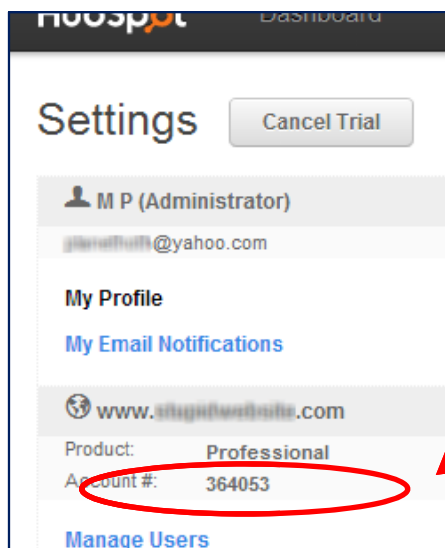 HubSpot Dashboard
Settings Cancel Trial
M P (Administrator)
@yahoo.com
My Profile
My Email Notifications
www. .com
Product: Professional
Account #: 364053
Manage Users